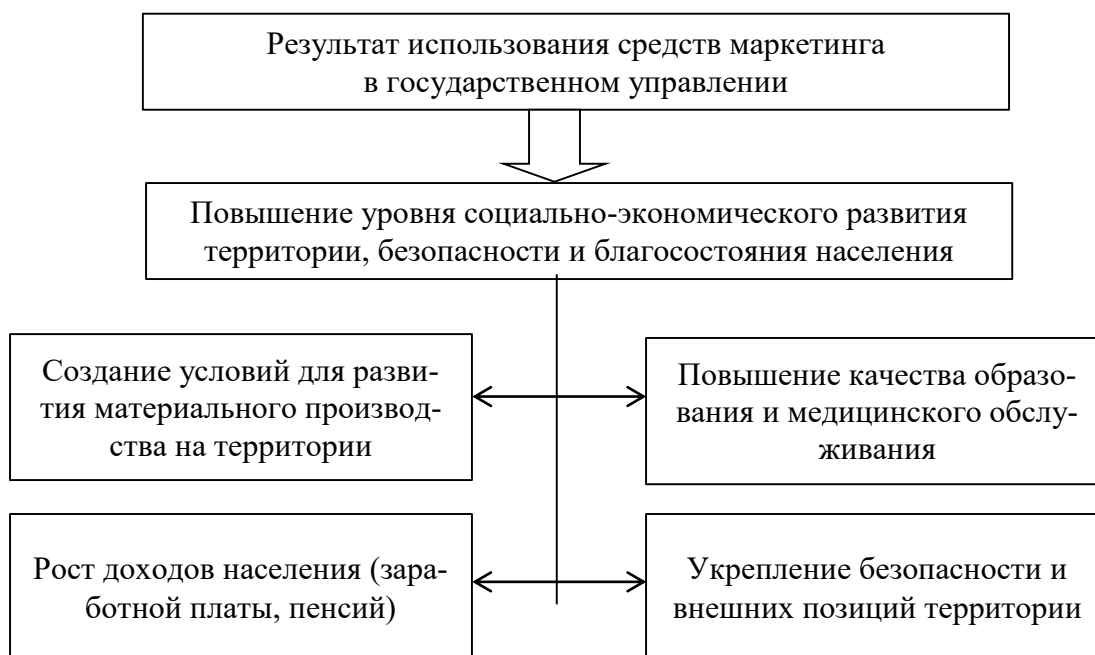 Результат использования средств маркетинга
в государственном управлении
Повышение уровня социально-экономического развития
территории, безопасности и благосостояния населения
Создание условий для разви-
тия материального производ-
ства на территории
Повышение качества образо-
вания и медицинского обслу-
живания
Рост доходов населения (зара-
ботной платы, пенсий)
Укрепление безопасности и
внешних позиций территории